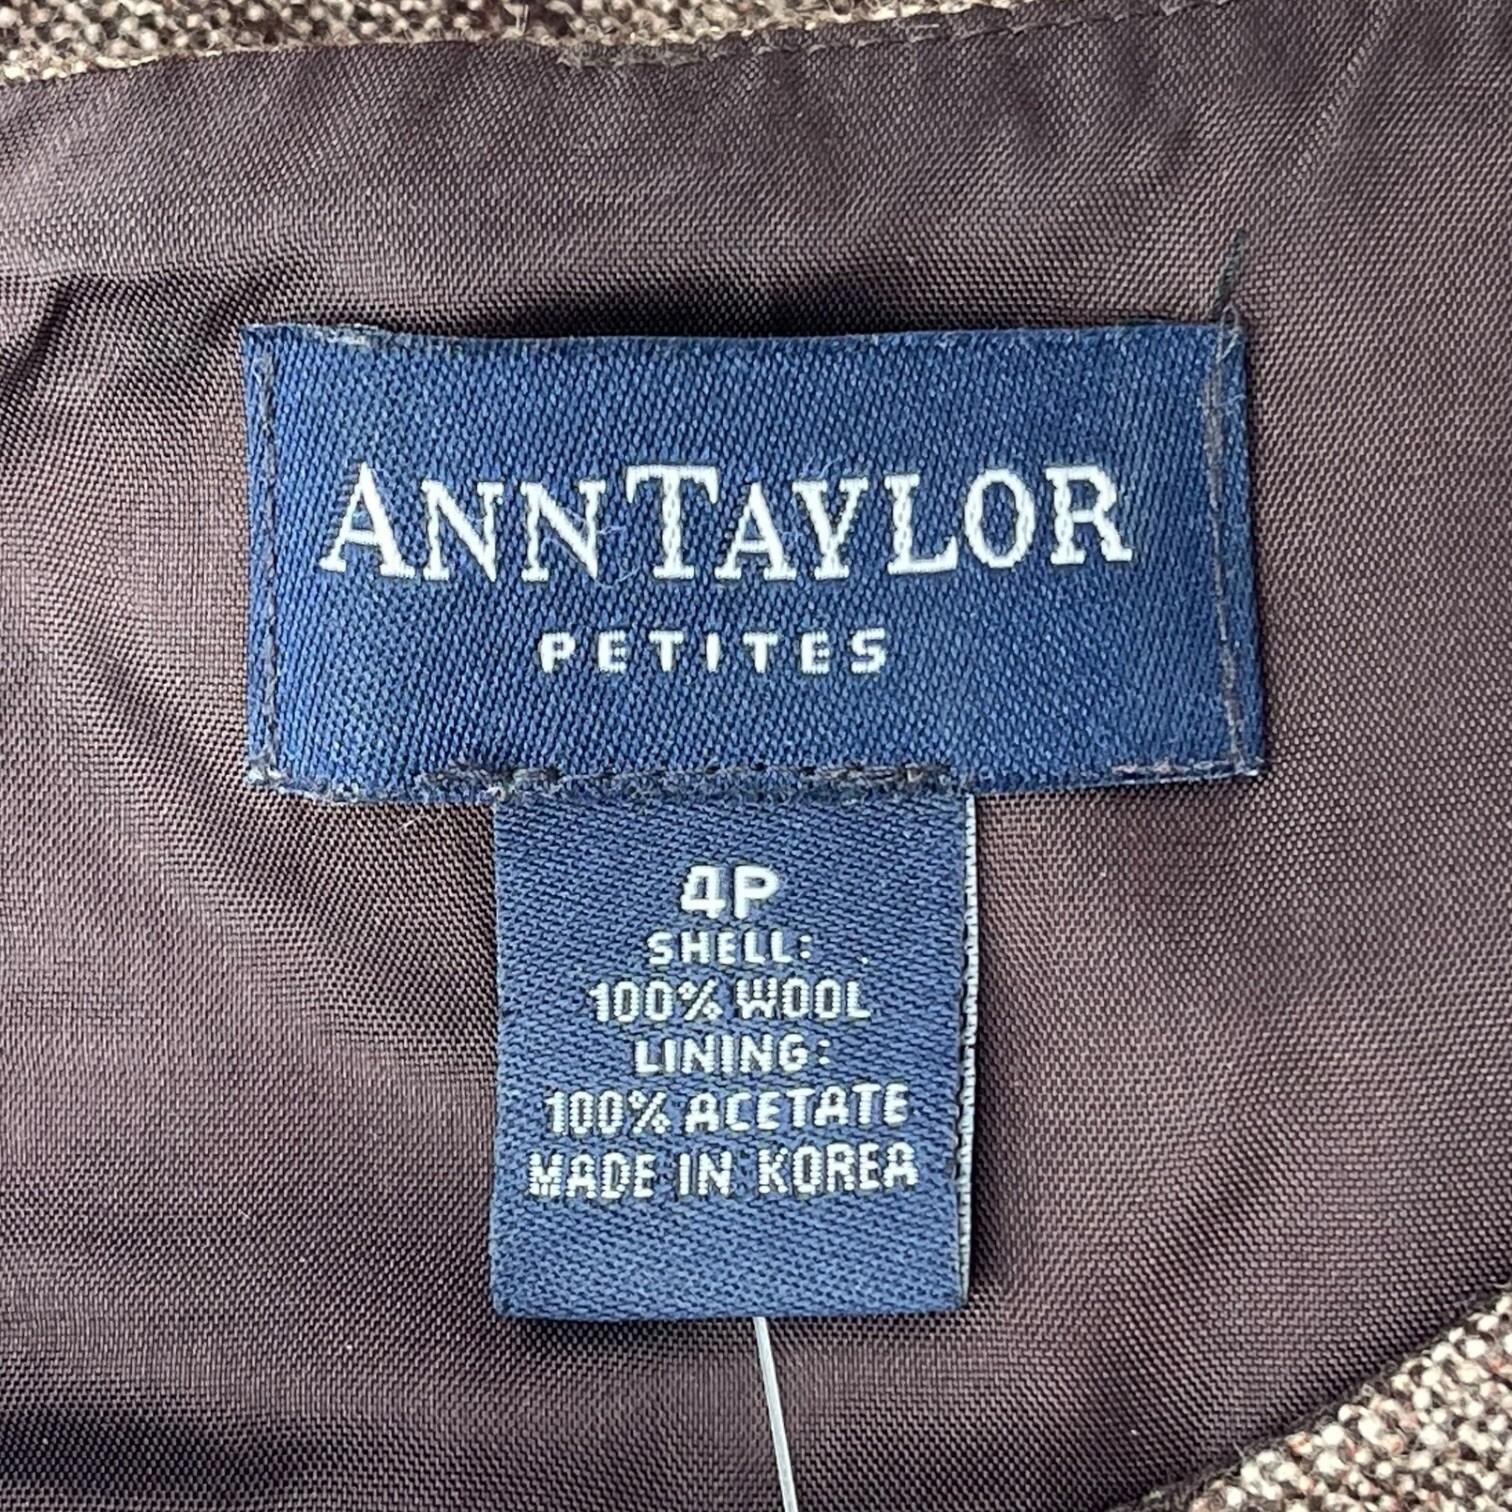 ANNTAYLOR
PETITES
4P
SHELL:
100% WOOL
LINING:
100% ACETATE
MADE IN KOREA